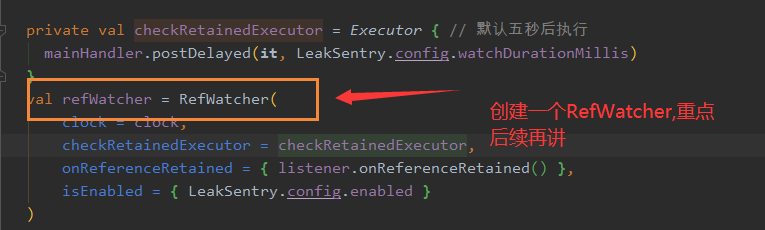 private val checkRetainedExecutor = Executor { // 默认五秒后执行
mainHandler.postDelayed(it, LeakSentry.config.watchDurationMillis)
}
val refWatcher = RefWatcher(
clock = clock,
checkRetainedExecutor = checkRetainedExecutor,
onReferenceRetained = { listener.onReferenceRetained() },
isEnabled = { LeakSentry.config.enabled }
)
创建一个RefWatcher,重点
后续再讲